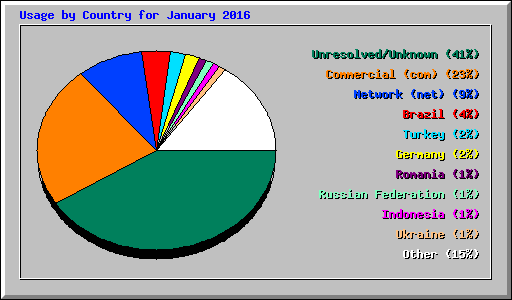 Usage by Country for January 2016
Unresolved/Unknown (41%)
Commercial (com) (23%)
Network (net) (9%)
Brazil (4%)
Turkey (2%)
Germany (2%)
Romania (1%)
Russian Federation (1%)
Indonesia (1%)
Ukraine (1%)
Other (15%)